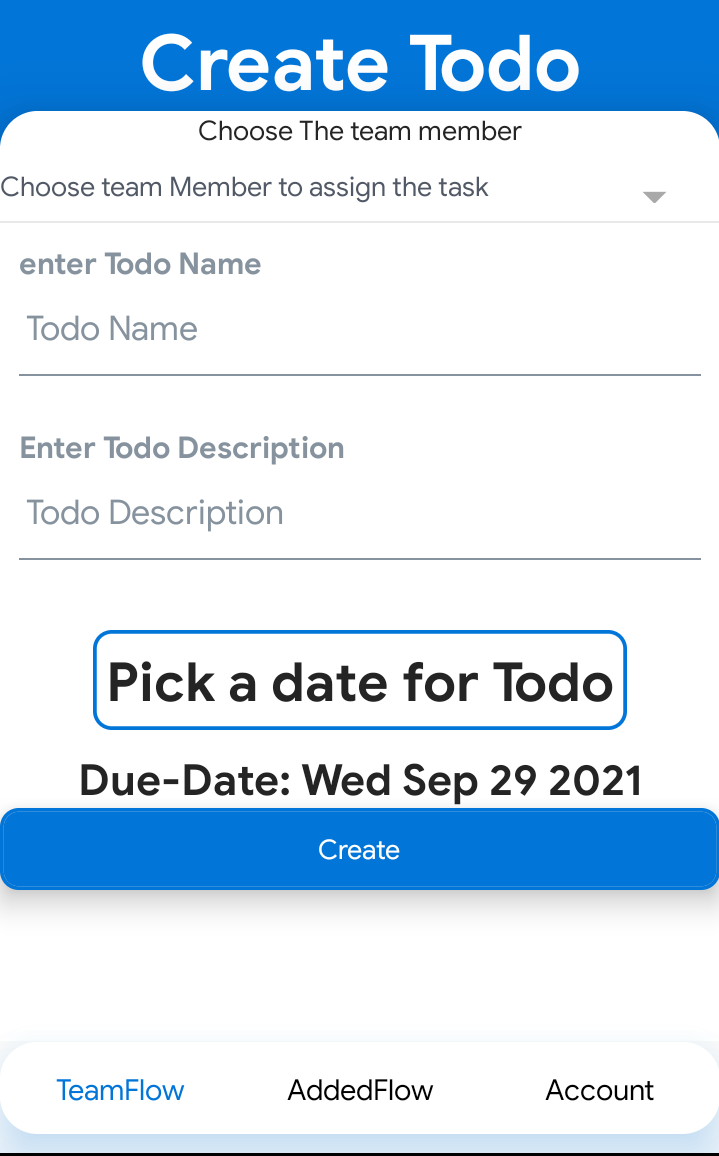 Create Todo
Choose The team member
Choose team Member to assign the task
enter Todo Name
Todo Name
Enter Todo Description
Todo Description
Pick a date for Todo
Due-Date: Wed Sep 29 2021
Create
TeamFlow AddedFlow Account